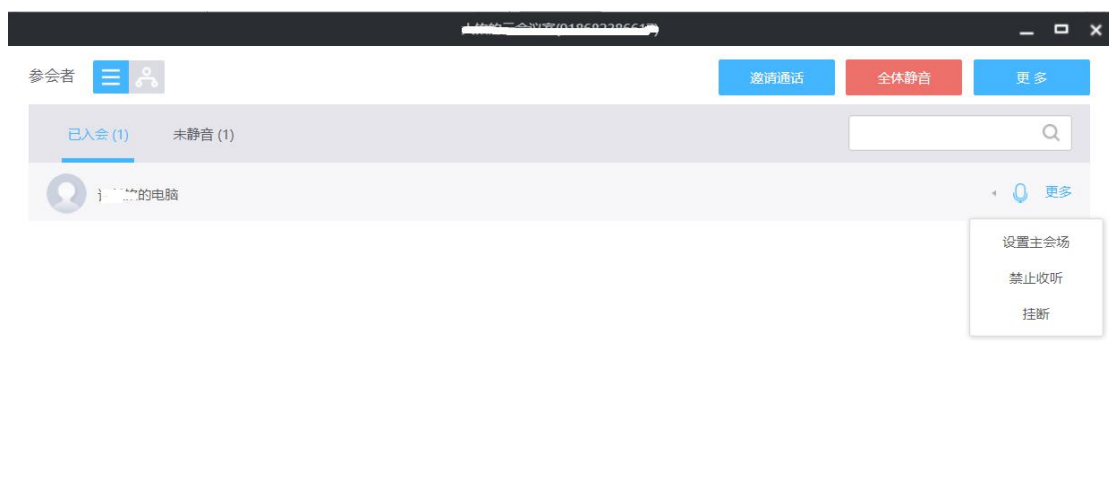 参会者
邀请通话
全体静音
更多
已入会 (1)
未静音 (1)
的电脑
更多
设置主会场
禁止收听
挂断